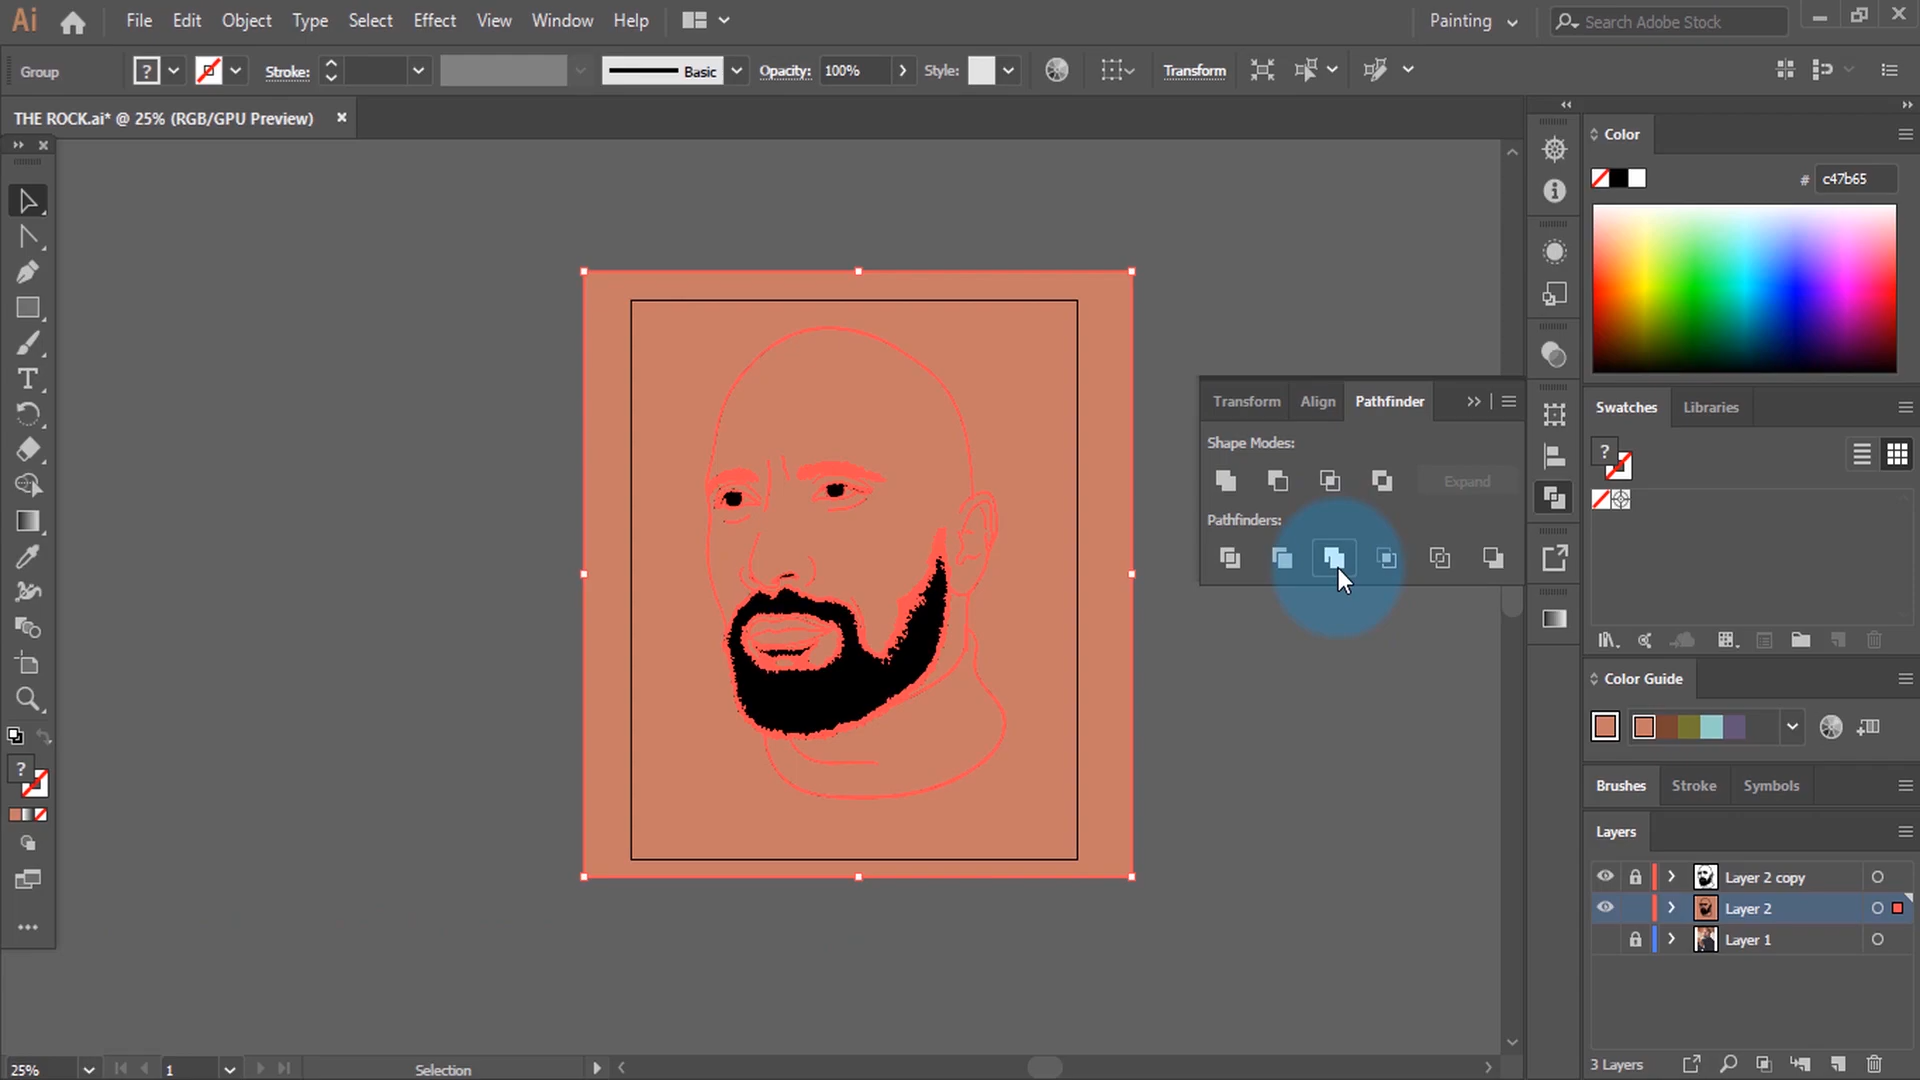 Ai File Edit Object Type Select Effect View Window Help Painting Search Adobe Stock
Group ? Stroke: Basic Opacity: 100% Style: Transform
THE ROCK.ai* @ 25% (RGB/GPU Preview)
Color
# c47b65
Transform Align Pathfinder
Shape Modes:
Expand
Pathfinders:
Swatches Libraries
?
Color Guide
?
Brushes Stroke Symbols
Layers
Layer 2 copy
Layer 2
Layer 1
3 Layers
25% 1 Selection